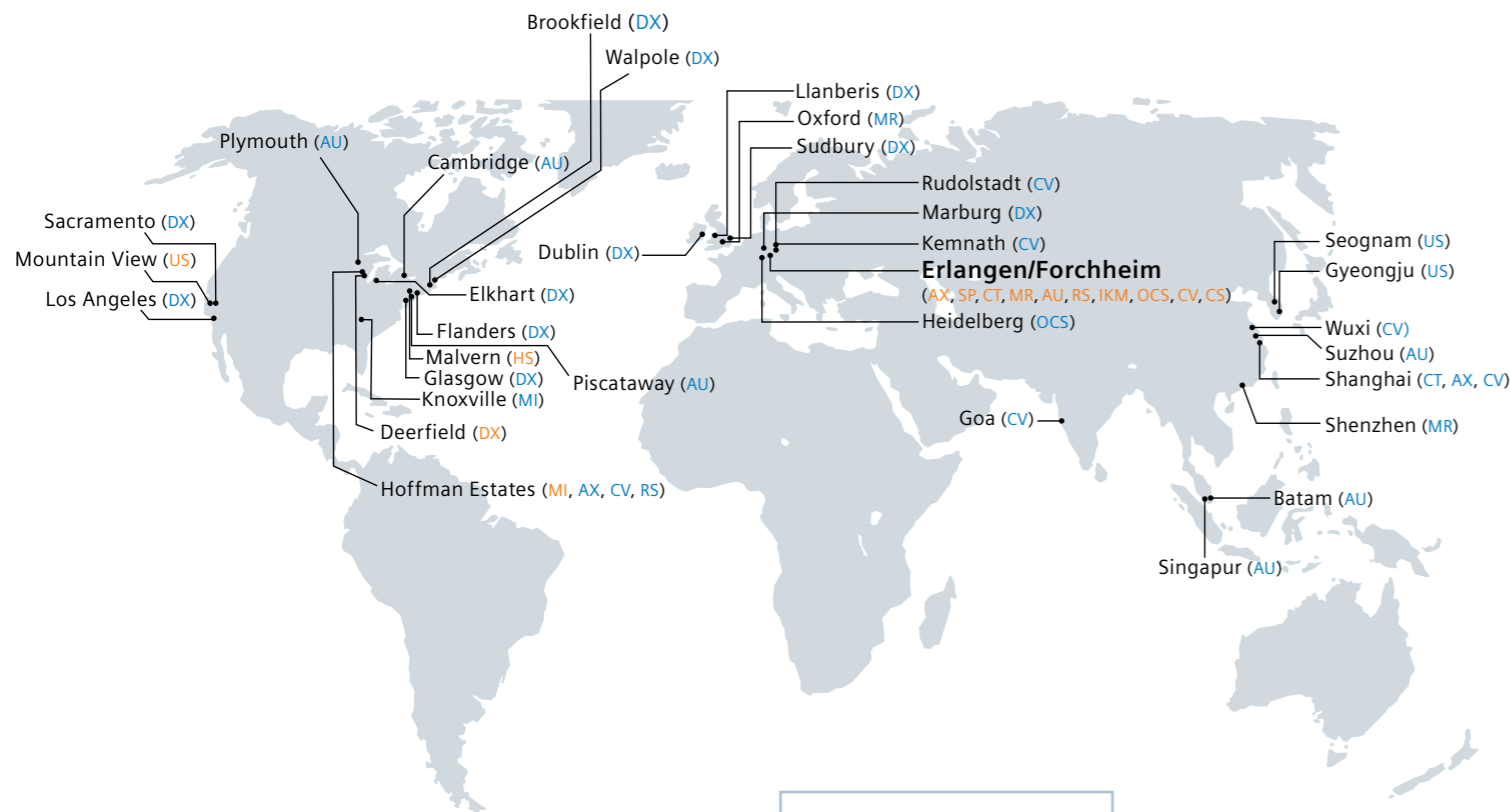 Brookfield (DX)
Walpole (DX)
Llanberis (DX)
Oxford (MR)
Sudbury (DX)
Plymouth (AU)
Cambridge (AU)
Rudolstadt (CV)
Marburg (DX)
Kemnath (CV)
Erlangen/Forchheim
(AX, SP, CT, MR, AU, RS, IKM, OCS, CV, CS)
Heidelberg (OCS)
Dublin (DX)
Sacramento (DX)
Mountain View (US)
Los Angeles (DX)
Elkhart (DX)
Flanders (DX)
Malvern (HS)
Glasgow (DX)
Piscataway (AU)
Knoxville (MI)
Deerfield (DX)
Hoffman Estates (MI, AX, CV, RS)
Seognam (US)
Gyeongju (US)
Wuxi (CV)
Suzhou (AU)
Shanghai (CT, AX, CV)
Shenzhen (MR)
Goa (CV)
Batam (AU)
Singapur (AU)